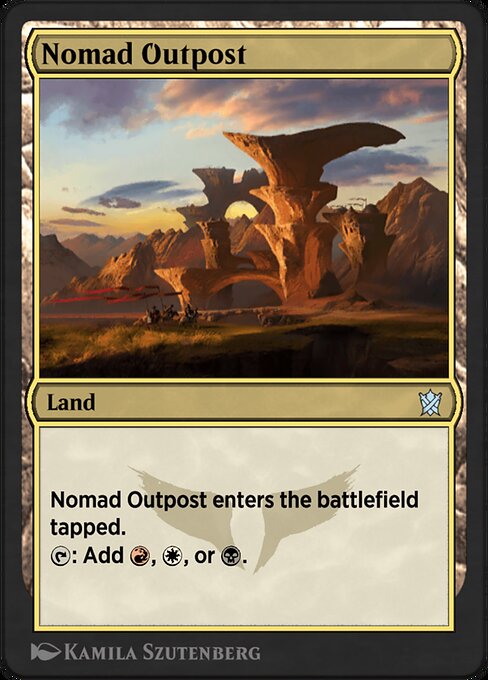 Nomad Outpost
Land
Nomad Outpost enters the battlefield
tapped.
: Add , , or .
Kamila Szutenberg